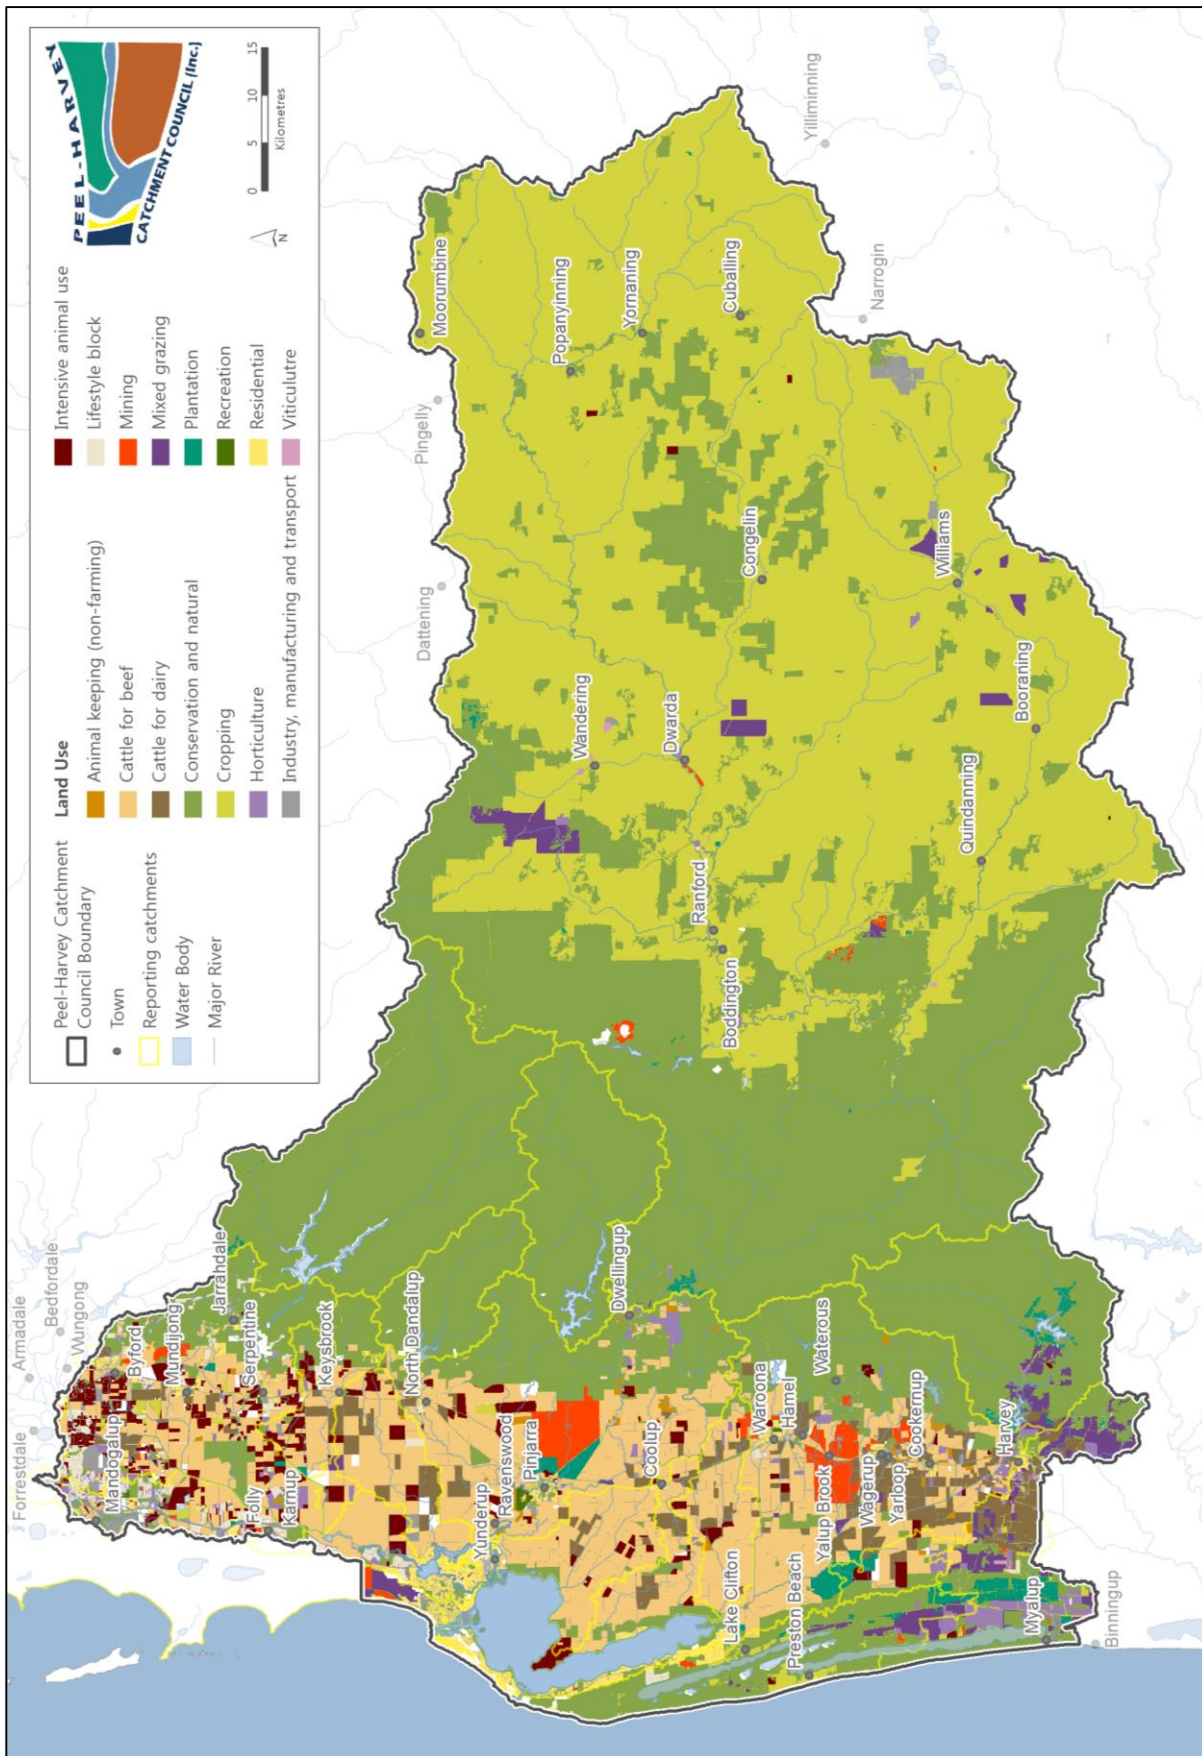 PEEL-HARVEY
CATCHMENT COUNCIL (Inc.)
0 5 10 15
Kilometres
N
Peel-Harvey Catchment
Council Boundary
Town
Reporting catchments
Water Body
Major River
Land Use
Animal keeping (non-farming)
Cattle for beef
Cattle for dairy
Conservation and natural
Cropping
Horticulture
Industry, manufacturing and transport
Intensive animal use
Lifestyle block
Mining
Mixed grazing
Plantation
Recreation
Residential
Viticulutre
Forrestdale
Armadale
Bedfordale
Wungong
Mandogalup
Byford
Mundijong
Jarrahdale
Serpentine
Folly
Karnup
Keysbrook
North Dandalup
Yunderup
Ravenswood
Pinjarra
Dwellingup
Coolup
Lake Clifton
Preston Beach
Waroona
Hamel
Waterous
Yalup Brook
Wagerup
Yarloop
Cookernup
Harvey
Myalup
Binningup
Boddington
Ranford
Quindanning
Wandering
Dwarda
Booraning
Dattening
Congelin
Williams
Pingelly
Moorumbine
Popanyinning
Yornaning
Cuballing
Narrogin
Yilliminning